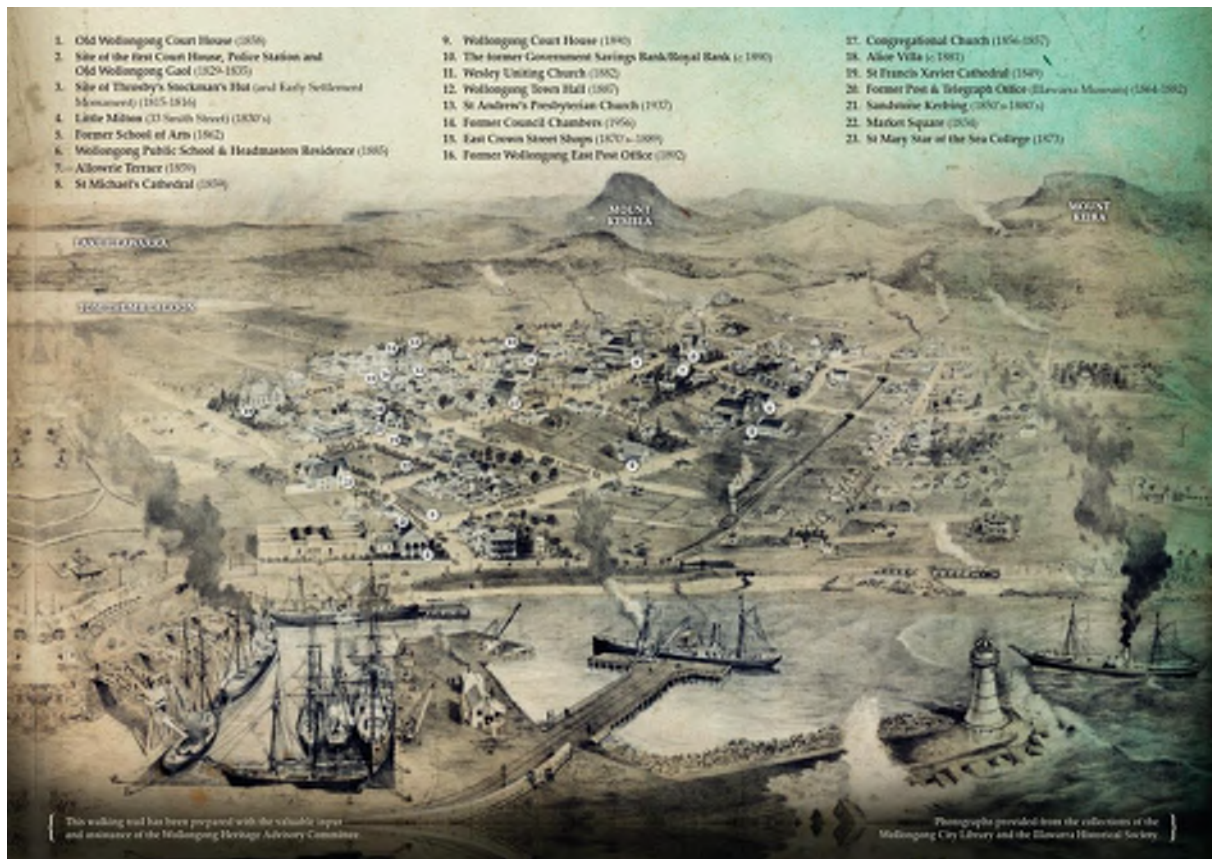 1. Old Wollongong Court House (1858)
2. Site of the first Court House, Police Station and
Old Wollongong Gaol (1829-1835)
3. Site of Throsby's Stockman's Hut (and Early Settlement
Monument) (1815-1816)
4. Little Milton (33 Smith Street) (1830's)
5. Former School of Arts (1862)
6. Wollongong Public School & Headmasters Residence (1885)
7. Allowrie Terrace (1859)
8. St Michael's Cathedral (1859)
9. Wollongong Court House (1890)
10. The former Government Savings Bank/Royal Bank (c 1890)
11. Wesley Uniting Church (1882)
12. Wollongong Town Hall (1887)
13. St Andrew's Presbyterian Church (1937)
14. Former Council Chambers (1956)
15. East Crown Street Shops (1870's-1889)
16. Former Wollongong East Post Office (1892)
17. Congregational Church (1856-1857)
18. Alice Villa (c 1881)
19. St Francis Xavier Cathedral (1849)
20. Former Post & Telegraph Office (Illawarra Museum) (1864-1882)
21. Sandstone Kerbing (1850's-1880's)
22. Market Square (1834)
23. St Mary Star of the Sea College (1873)
MOUNT
KEMBLA
MOUNT
KEIRA
LAKE ILLAWARRA
TOM THUMB LAGOON
This walking trail has been prepared with the valuable input
and assistance of the Wollongong Heritage Advisory Committee.
Photographs provided from the collections of the
Wollongong City Library and the Illawarra Historical Society.